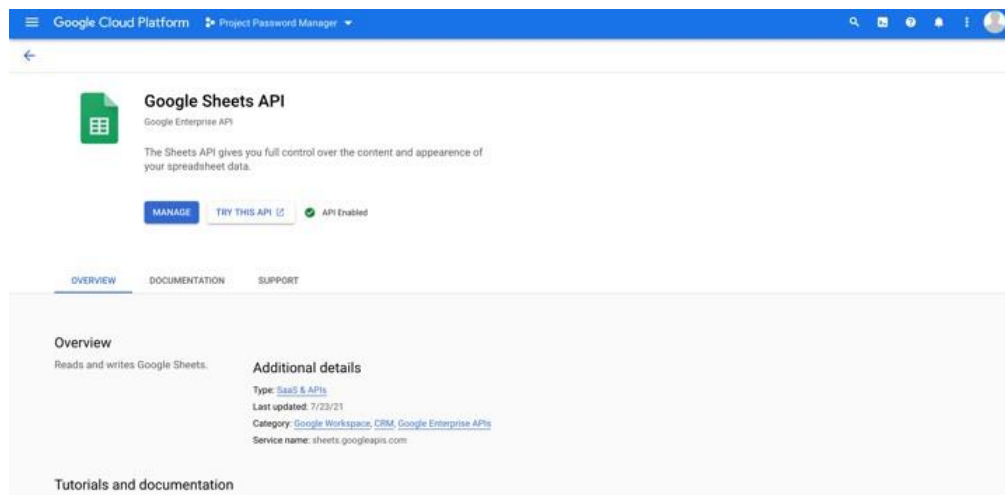 Google Cloud Platform Project Password Manager
Google Sheets API
Google Enterprise API
The Sheets API gives you full control over the content and appearence of
your spreadsheet data.
MANAGE TRY THIS API API Enabled
OVERVIEW DOCUMENTATION SUPPORT
Overview
Reads and writes Google Sheets.
Additional details
Type: SaaS & APIs
Last updated: 7/23/21
Category: Google Workspace, CRM, Google Enterprise APIs
Service name: sheets.googleapis.com
Tutorials and documentation